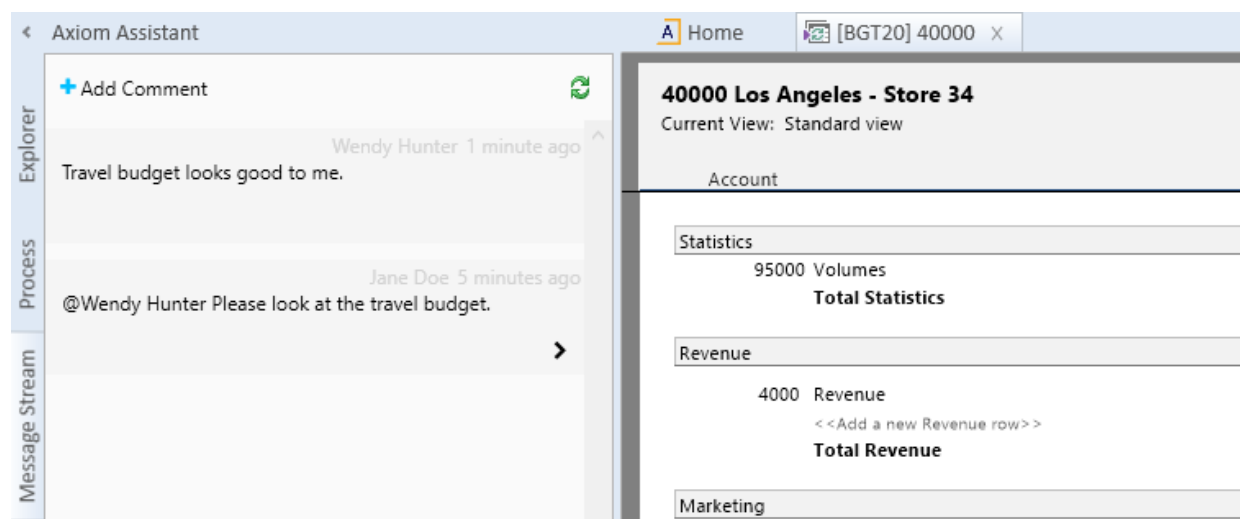 Axiom Assistant
Explorer
Process
Message Stream
Add Comment
Wendy Hunter 1 minute ago
Travel budget looks good to me.
Jane Doe 5 minutes ago
@Wendy Hunter Please look at the travel budget.
A Home
[BGT20] 40000 X
40000 Los Angeles - Store 34
Current View: Standard view
Account
Statistics
95000 Volumes
Total Statistics
Revenue
4000 Revenue
<<Add a new Revenue row>>
Total Revenue
Marketing